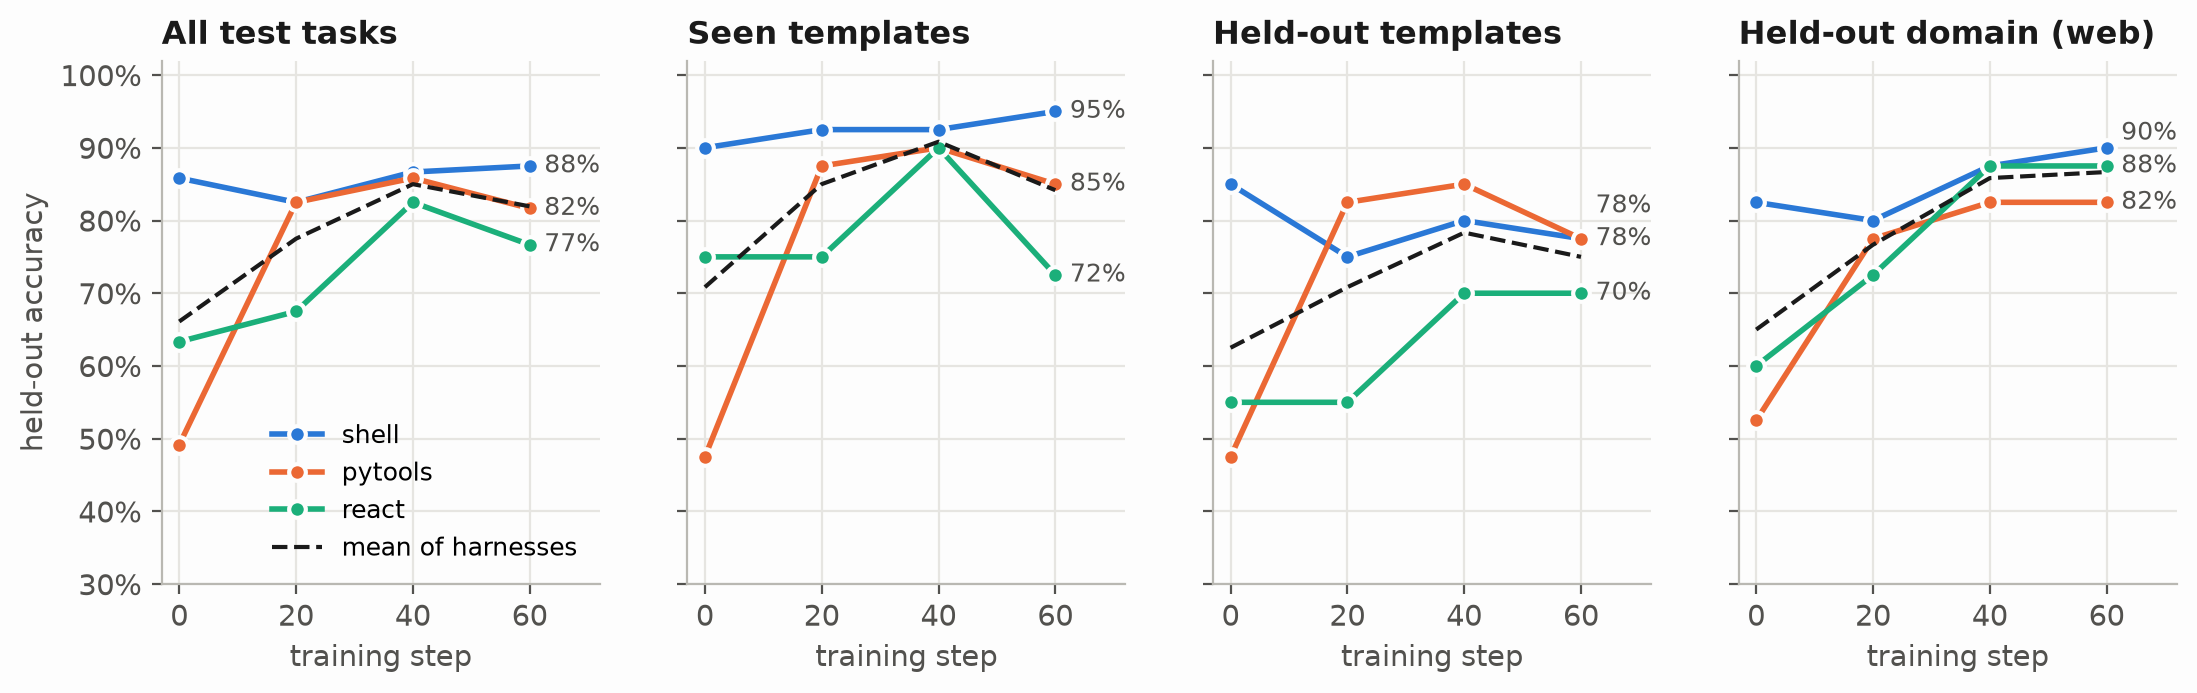 All test tasks
Seen templates
Held-out templates
Held-out domain (web)
held-out accuracy
100%
90%
80%
70%
60%
50%
40%
30%
88%
82%
77%
shell
pytools
react
mean of harnesses
0 20 40 60
training step
95%
85%
72%
0 20 40 60
training step
78%
78%
70%
0 20 40 60
training step
90%
88%
82%
0 20 40 60
training step